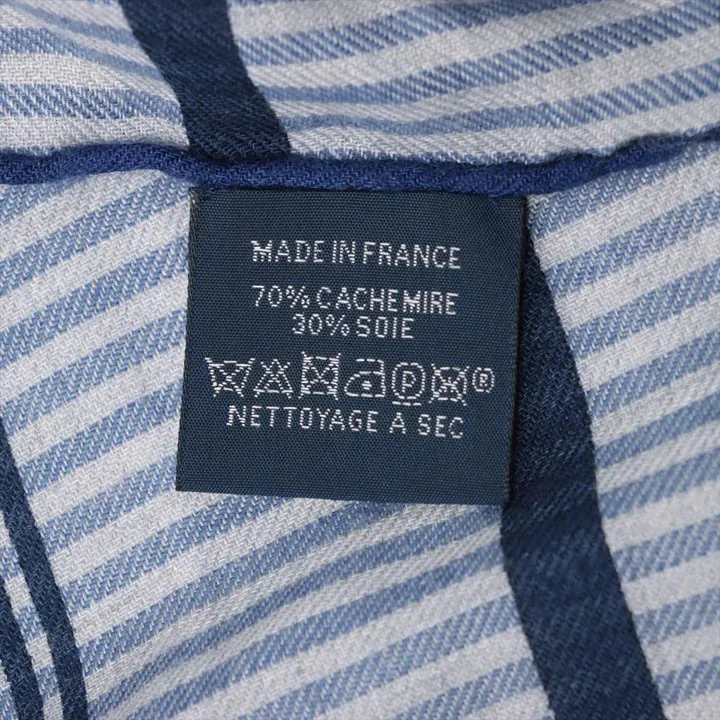 MADE IN FRANCE
70% CACHEMIRE
30% SOIE
P ®
NETTOYAGE A SEC